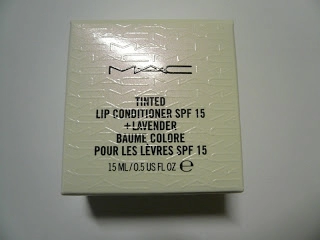 MAC
TINTED
LIP CONDITIONER SPF 15
+LAVENDER
BAUME COLORE
POUR LES LÈVRES SPF 15
15 ML/0.5 US FL OZ ℮